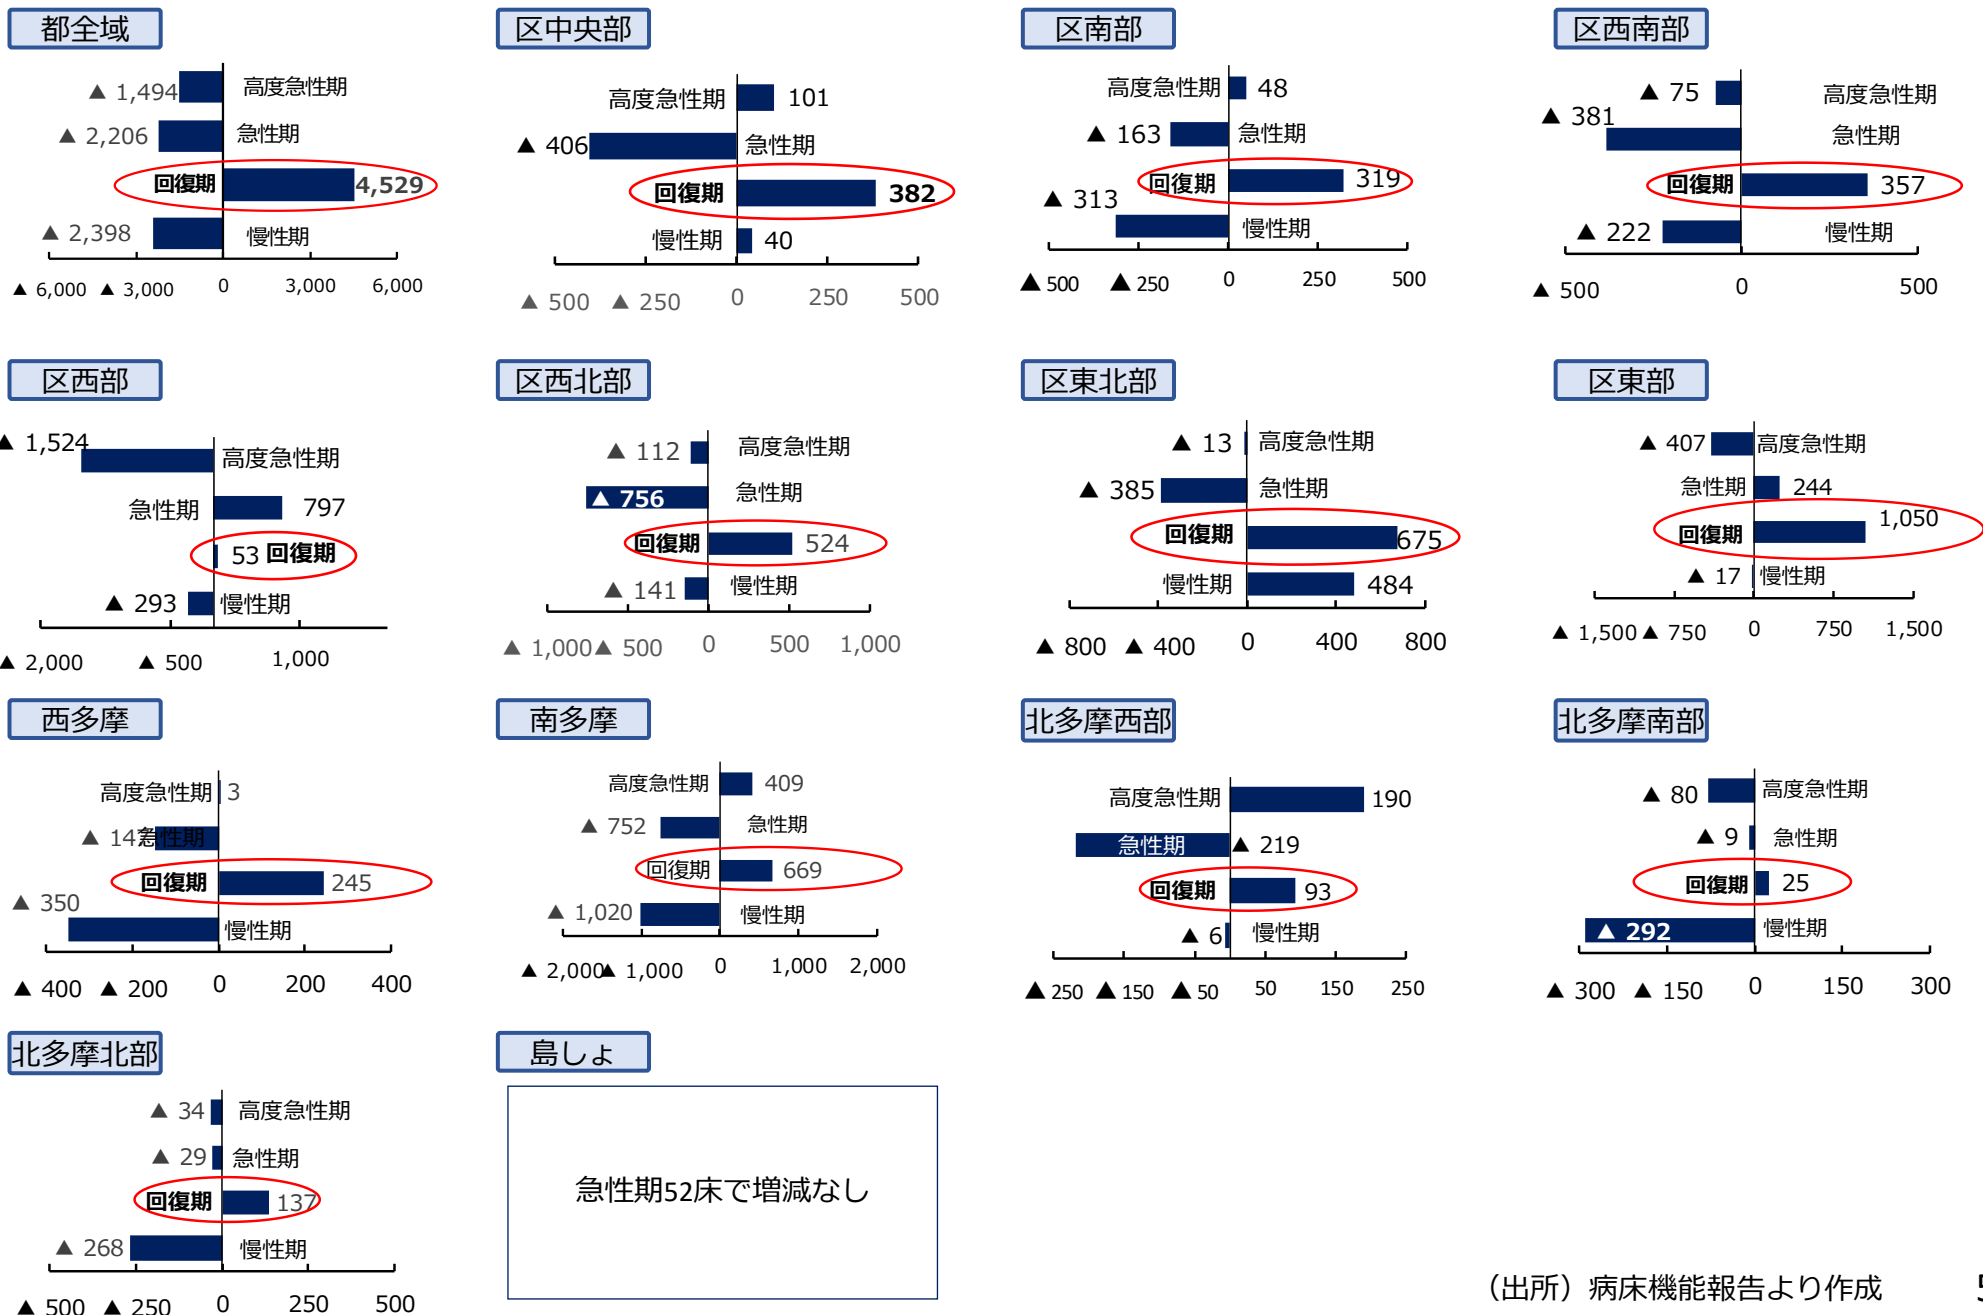 都全域
▲ 1,494 高度急性期
▲ 2,206 急性期
回復期 4,529
▲ 2,398 慢性期
▲ 6,000 ▲ 3,000 0 3,000 6,000
区中央部
高度急性期 101
▲ 406 急性期
回復期 382
慢性期 40
▲ 500 ▲ 250 0 250 500
区南部
高度急性期 48
▲ 163 急性期
回復期 319
▲ 313 慢性期
▲ 500 ▲ 250 0 250 500
区西南部
▲ 75 高度急性期
▲ 381 急性期
回復期 357
▲ 222 慢性期
▲ 500 0 500
区西部
▲ 1,524 高度急性期
急性期 797
53 回復期
▲ 293 慢性期
▲ 2,000 ▲ 500 1,000
区西北部
▲ 112 高度急性期
▲ 756 急性期
回復期 524
▲ 141 慢性期
▲ 1,000 ▲ 500 0 500 1,000
区東北部
▲ 13 高度急性期
▲ 385 急性期
回復期 675
慢性期 484
▲ 800 ▲ 400 0 400 800
区東部
▲ 407 高度急性期
急性期 244
回復期 1,050
▲ 17 慢性期
▲ 1,500 ▲ 750 0 750 1,500
西多摩
高度急性期 3
▲ 147 急性期
回復期 245
▲ 350 慢性期
▲ 400 ▲ 200 0 200 400
南多摩
高度急性期 409
▲ 752 急性期
回復期 669
▲ 1,020 慢性期
▲ 2,000 ▲ 1,000 0 1,000 2,000
北多摩西部
高度急性期 190
急性期 ▲ 219
回復期 93
▲ 6 慢性期
▲ 250 ▲ 150 ▲ 50 50 150 250
北多摩南部
▲ 80 高度急性期
▲ 9 急性期
回復期 25
▲ 292 慢性期
▲ 300 ▲ 150 0 150 300
北多摩北部
▲ 34 高度急性期
▲ 29 急性期
回復期 137
▲ 268 慢性期
▲ 500 ▲ 250 0 250 500
島しょ
急性期52床で増減なし
（出所）病床機能報告より作成